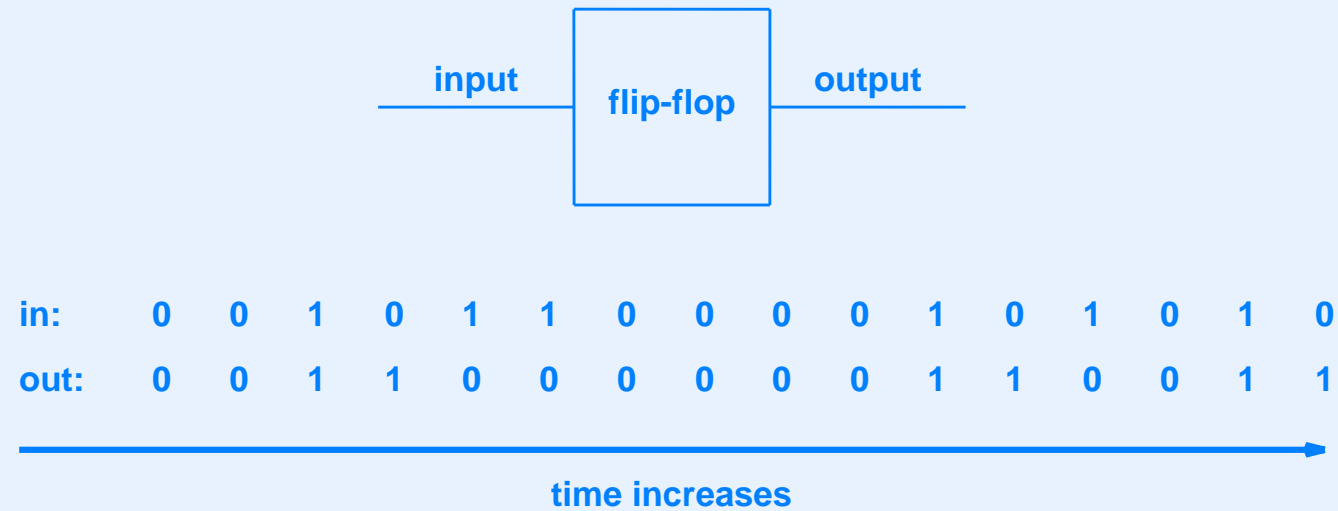 input
flip-flop
output
in: 0 0 1 0 1 1 0 0 0 0 1 0 1 0 1 0
out: 0 0 1 1 0 0 0 0 0 0 1 1 0 0 1 1
time increases